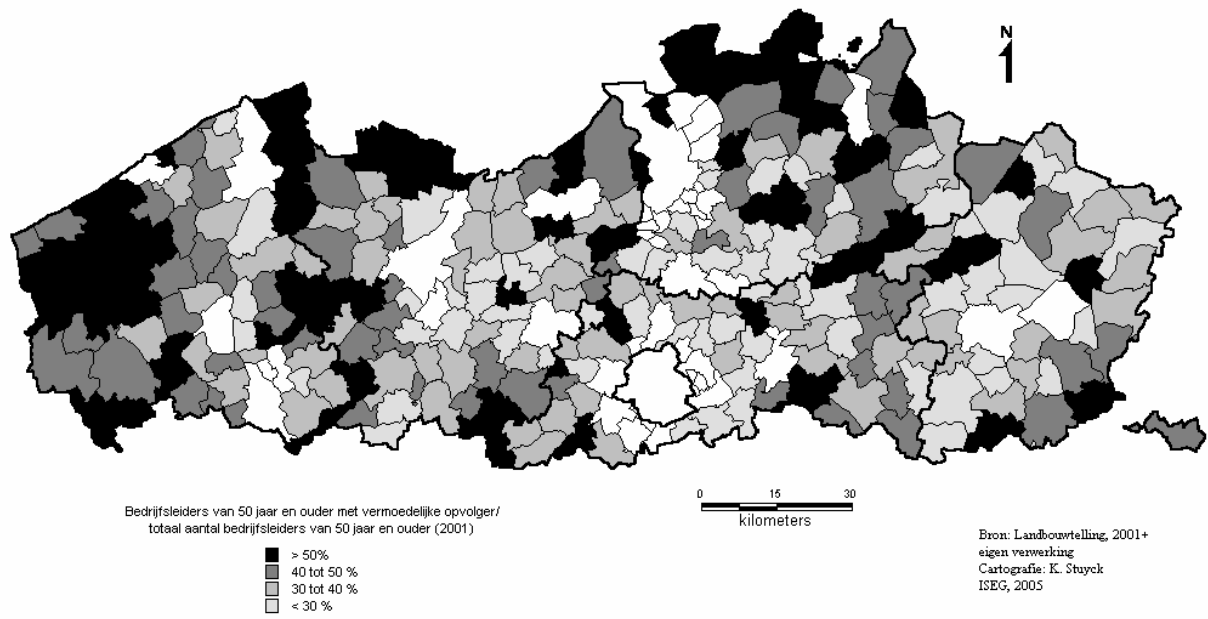 N
Bedrijfsleiders van 50 jaar en ouder met vermoedelijke opvolger/
totaal aantal bedrijfsleiders van 50 jaar en ouder (2001)
> 50%
40 tot 50 %
30 tot 40 %
< 30 %
0 15 30
kilometers
Bron: Landbouwtelling, 2001+
eigen verwerking
Cartografie: K. Stuyck
ISEG, 2005